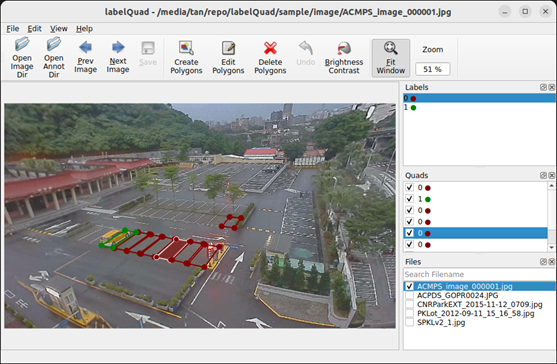 labelQuad - /media/tan/repo/labelQuad/sample/image/ACMPS_image_000001.jpg
File Edit View Help
Open Image Dir
Open Annot Dir
Prev Image
Next Image
Save
Create Polygons
Edit Polygons
Delete Polygons
Undo
Brightness Contrast
Fit Window
Zoom
51 %
Labels
0
1
Quads
0
1
0
0
0
0
Files
Search Filename
ACMPS_image_000001.jpg
ACPDS_GOPR0024.JPG
CNRParkEXT_2015-11-12_0709.jpg
PKLot_2012-09-11_15_16_58.jpg
SPKLv2_1.jpg